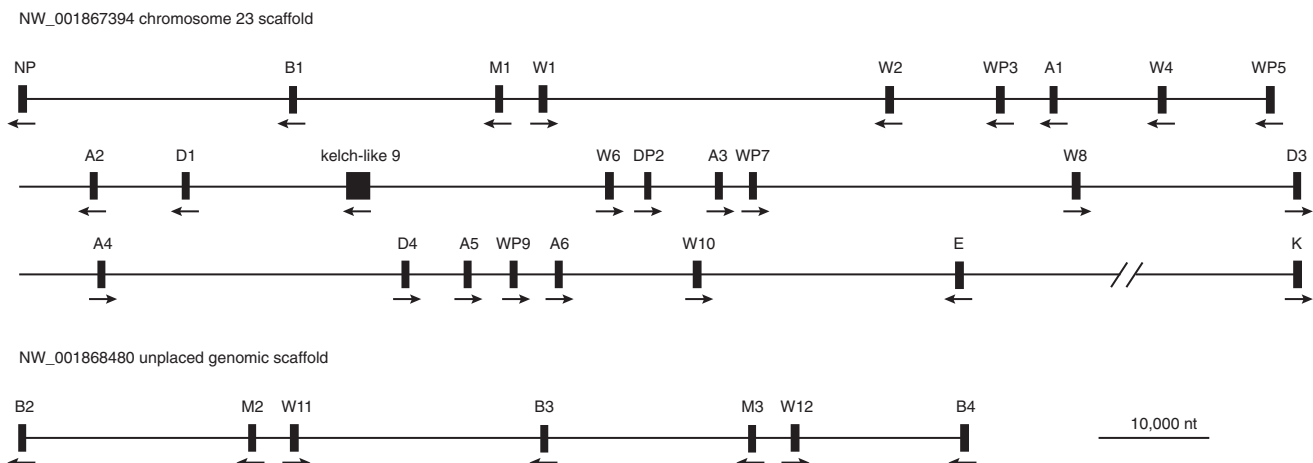 NW_001867394 chromosome 23 scaffold
NP B1 M1 W1 W2 WP3 A1 W4 WP5
A2 D1 kelch-like 9 W6 DP2 A3 WP7 W8 D3
A4 D4 A5 WP9 A6 W10 E K
NW_001868480 unplaced genomic scaffold
B2 M2 W11 B3 M3 W12 B4
10,000 nt